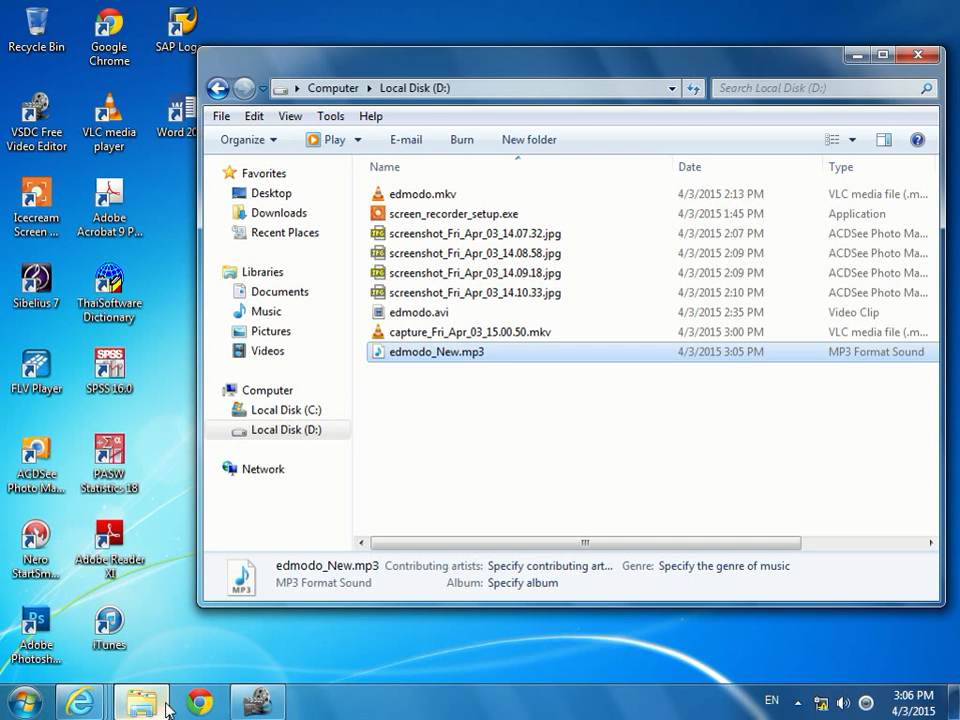 Recycle Bin
Google Chrome
SAP Log
VSDC Free Video Editor
VLC media player
Word 20
Icecream Screen ...
Adobe Acrobat 9 P...
Sibelius 7
ThaiSoftware Dictionary
FLV Player
SPSS 16.0
ACDSee Photo Ma...
PASW Statistics 18
Nero StartSm...
Adobe Reader XI
Adobe Photosh...
iTunes
Computer
Local Disk (D:)
Search Local Disk (D:)
File Edit View Tools Help
Organize Play E-mail Burn New folder
Name Date Type
Favorites
Desktop
Downloads
Recent Places
Libraries
Documents
Music
Pictures
Videos
Computer
Local Disk (C:)
Local Disk (D:)
Network
edmodo.mkv 4/3/2015 2:13 PM VLC media file (.m...
screen_recorder_setup.exe 4/3/2015 1:45 PM Application
screenshot_Fri_Apr_03_14.07.32.jpg 4/3/2015 2:07 PM ACDSee Photo Ma...
screenshot_Fri_Apr_03_14.08.58.jpg 4/3/2015 2:09 PM ACDSee Photo Ma...
screenshot_Fri_Apr_03_14.09.18.jpg 4/3/2015 2:09 PM ACDSee Photo Ma...
screenshot_Fri_Apr_03_14.10.33.jpg 4/3/2015 2:10 PM ACDSee Photo Ma...
edmodo.avi 4/3/2015 2:35 PM Video Clip
capture_Fri_Apr_03_15.00.50.mkv 4/3/2015 3:00 PM VLC media file (.m...
edmodo_New.mp3 4/3/2015 3:05 PM MP3 Format Sound
MP3
edmodo_New.mp3 Contributing artists: Specify contributing art... Genre: Specify the genre of music
MP3 Format Sound Album: Specify album
EN
3:06 PM
4/3/2015